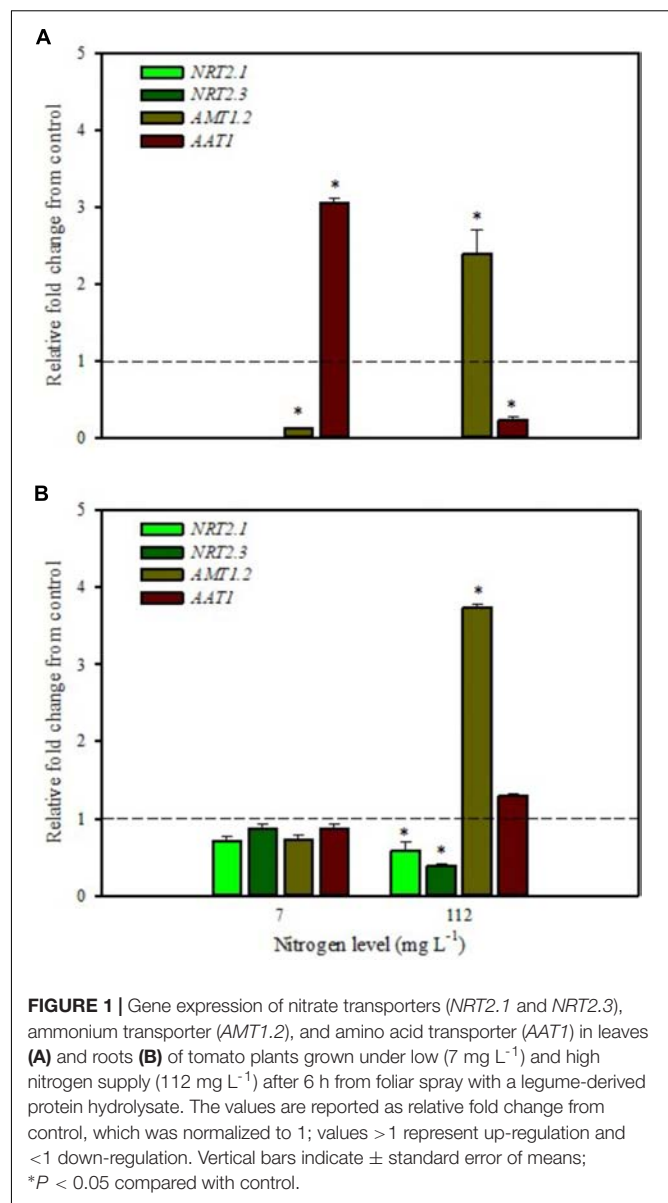 A
5
4
3
2
1
0
Relative fold change from control
NRT2.1
NRT2.3
AMT1.2
AAT1
*
*
*
*
B
5
4
3
2
1
0
Relative fold change from control
NRT2.1
NRT2.3
AMT1.2
AAT1
*
*
*
7
112
Nitrogen level (mg L⁻¹)
FIGURE 1 | Gene expression of nitrate transporters (NRT2.1 and NRT2.3),
ammonium transporter (AMT1.2), and amino acid transporter (AAT1) in leaves
(A) and roots (B) of tomato plants grown under low (7 mg L⁻¹) and high
nitrogen supply (112 mg L⁻¹) after 6 h from foliar spray with a legume-derived
protein hydrolysate. The values are reported as relative fold change from
control, which was normalized to 1; values >1 represent up-regulation and
<1 down-regulation. Vertical bars indicate ± standard error of means;
*P < 0.05 compared with control.